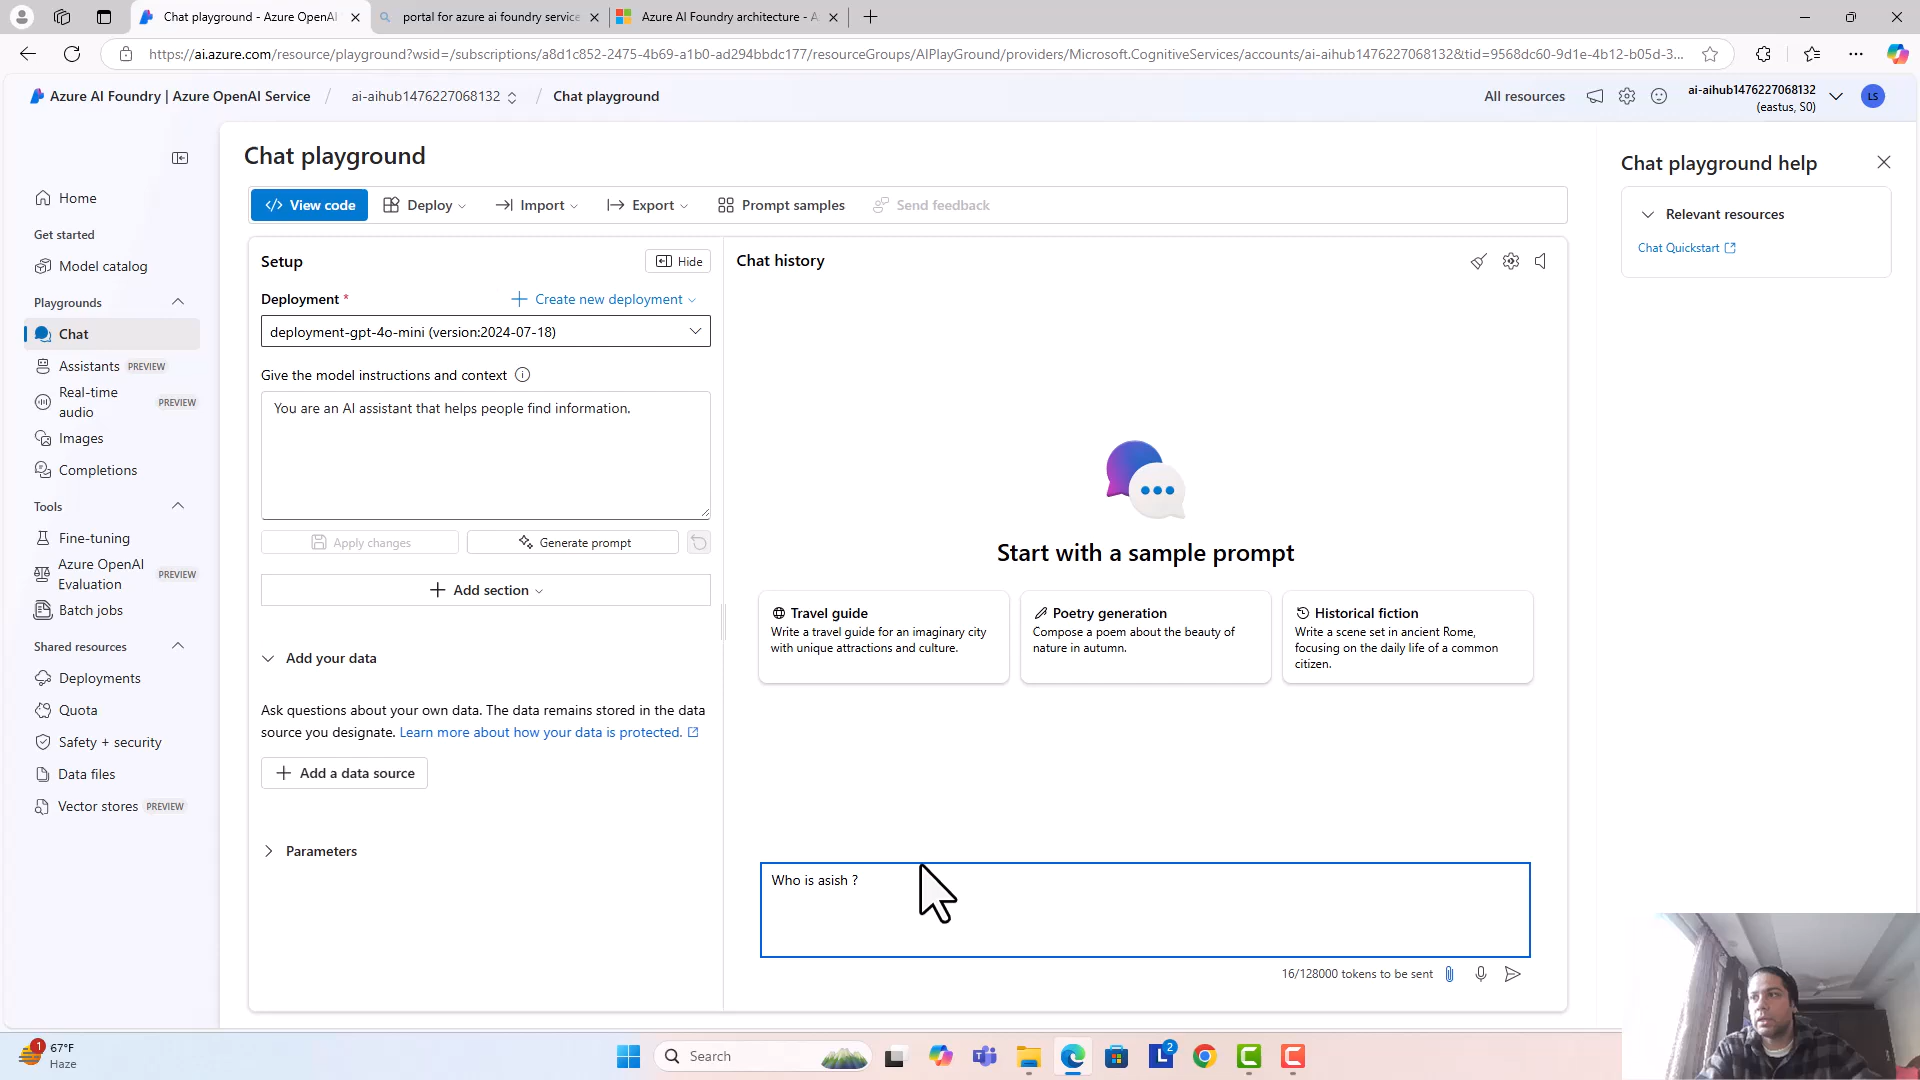 Chat playground - Azure OpenAI
portal for azure ai foundry service
Azure AI Foundry architecture - A
https://ai.azure.com/resource/playground?wsid=/subscriptions/a8d1c852-2475-4b69-a1b0-ad294bbdc177/resourceGroups/AIPlayGround/providers/Microsoft.CognitiveServices/accounts/ai-aihub1476227068132&tid=9568dc60-9d1e-4b12-b05d-3...
Azure AI Foundry | Azure OpenAI Service / ai-aihub1476227068132 / Chat playground
All resources
ai-aihub1476227068132
(eastus, S0)
LS
Home
Get started
Model catalog
Playgrounds
Chat
Assistants PREVIEW
Real-time
audio
PREVIEW
Images
Completions
Tools
Fine-tuning
Azure OpenAI
Evaluation
PREVIEW
Batch jobs
Shared resources
Deployments
Quota
Safety + security
Data files
Vector stores PREVIEW
Chat playground
View code
Deploy
Import
Export
Prompt samples
Send feedback
Setup
Hide
Deployment *
Create new deployment
deployment-gpt-4o-mini (version:2024-07-18)
Give the model instructions and context
You are an AI assistant that helps people find information.
Apply changes
Generate prompt
Add section
Add your data
Ask questions about your own data. The data remains stored in the data
source you designate. Learn more about how your data is protected.
Add a data source
Parameters
Chat history
Start with a sample prompt
Travel guide
Write a travel guide for an imaginary city
with unique attractions and culture.
Poetry generation
Compose a poem about the beauty of
nature in autumn.
Historical fiction
Write a scene set in ancient Rome,
focusing on the daily life of a common
citizen.
Who is asish ?
16/128000 tokens to be sent
Chat playground help
Relevant resources
Chat Quickstart
1
67°F
Haze
Search
2